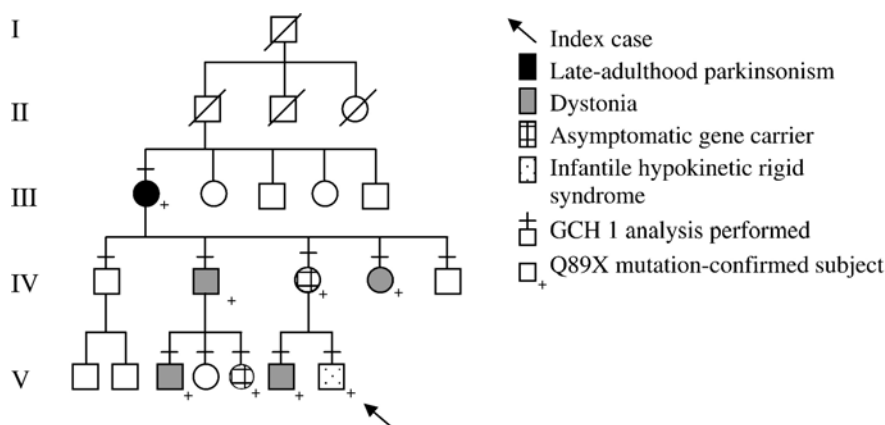 I
II
III
IV
V
Index case
Late-adulthood parkinsonism
Dystonia
Asymptomatic gene carrier
Infantile hypokinetic rigid
syndrome
GCH 1 analysis performed
Q89X mutation-confirmed subject